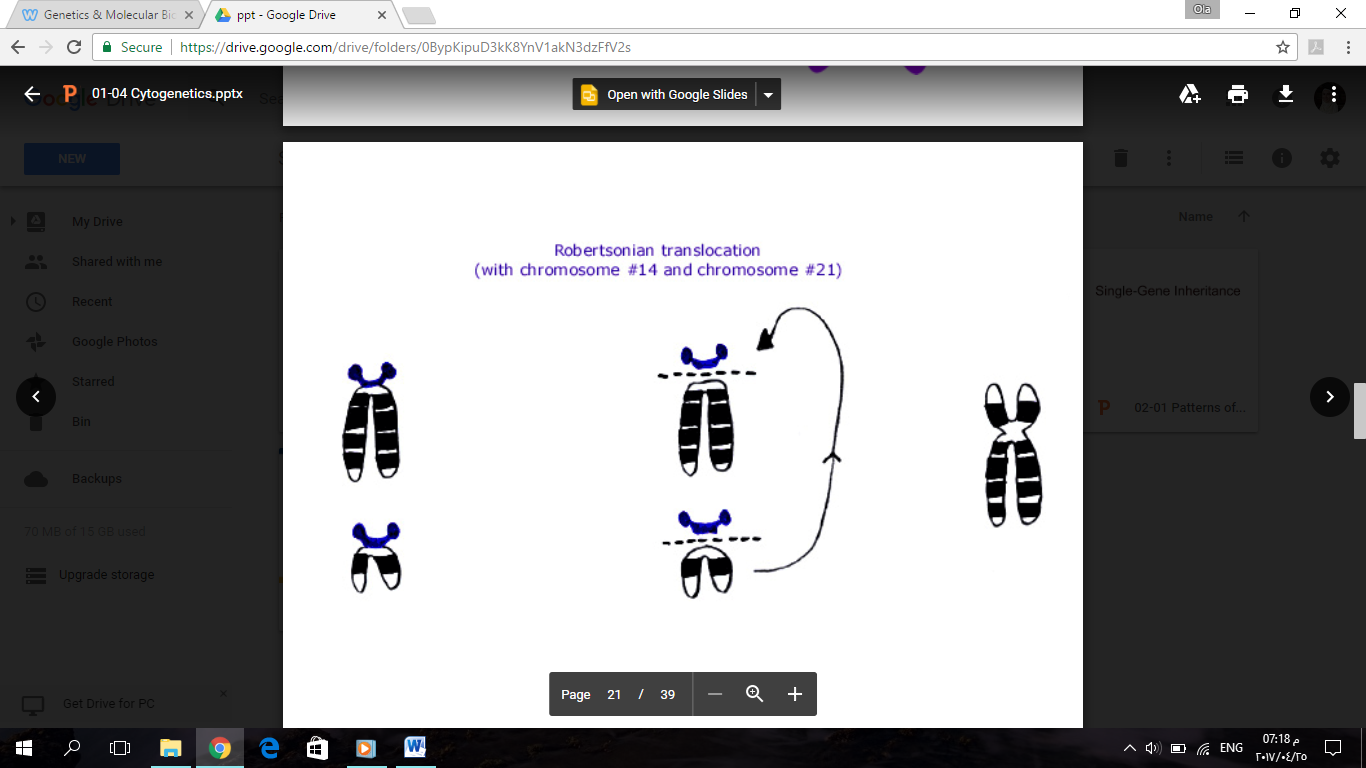 Genetics & Molecular Bic
ppt - Google Drive
Ola
Secure
https://drive.google.com/drive/folders/0BypKipuD3kK8YnV1akN3dzFfV2s
01-04 Cytogenetics.pptx
Open with Google Slides
NEW
My Drive
Shared with me
Recent
Google Photos
Starred
Bin
Backups
70 MB of 15 GB used
Upgrade storage
Get Drive for PC
Name
Single-Gene Inheritance
02-01 Patterns of...
Robertsonian translocation
(with chromosome #14 and chromosome #21)
Page 21 / 39
ENG
07:18 م
٢٠١٧/٠٤/٢٥